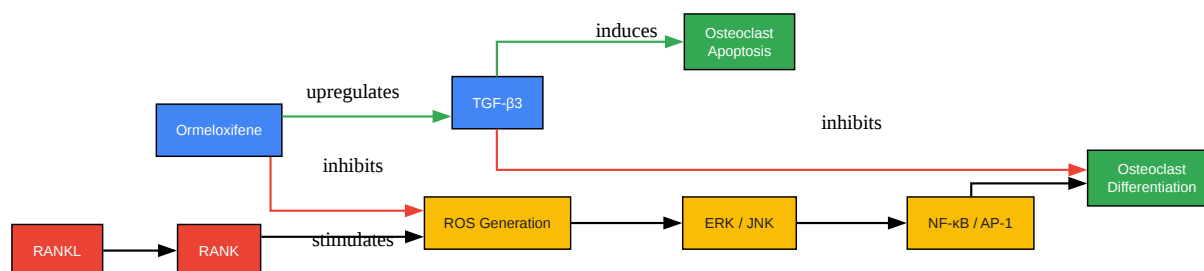 induces
Osteoclast
Apoptosis
upregulates
TGF-β3
Ormeloxifene
inhibits
inhibits
Osteoclast
Differentiation
ROS Generation
ERK / JNK
NF-κB / AP-1
stimulates
RANKL
RANK